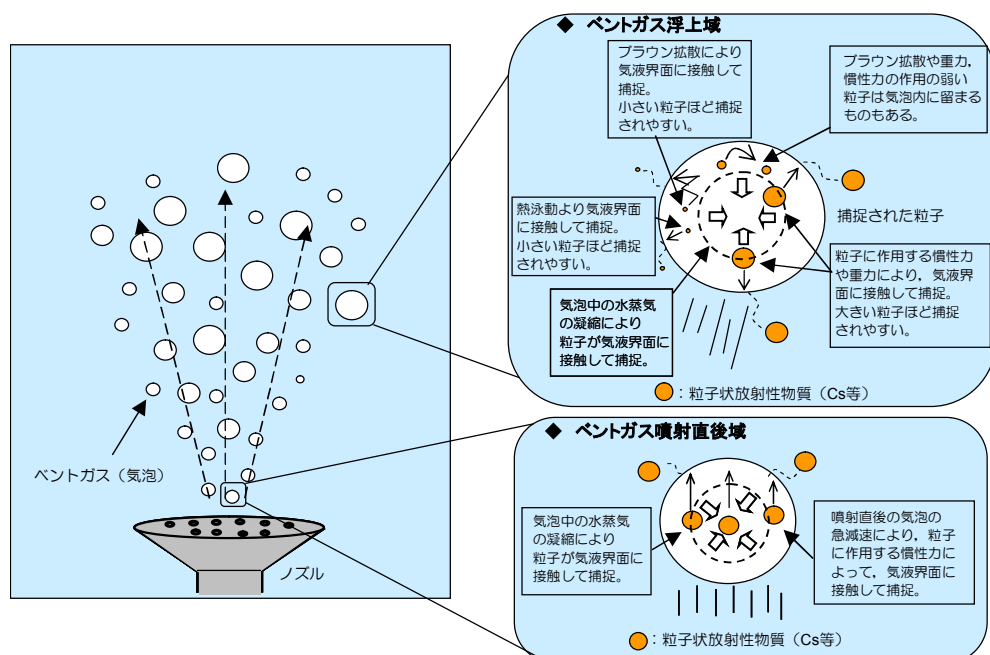 ◆ ベントガス浮上域
ブラウン拡散により
気液界面に接触して
捕捉。
小さい粒子ほど捕捉
されやすい。
ブラウン拡散や重力，
慣性力の作用の弱い
粒子は気泡内に留まる
ものもある。
熱泳動より気液界面
に接触して捕捉。
小さい粒子ほど捕捉
されやすい。
捕捉された粒子
気泡中の水蒸気
の凝縮により
粒子が気液界面に
接触して捕捉。
粒子に作用する慣性力
や重力により，気液界
面に接触して捕捉。
大きい粒子ほど捕捉
されやすい。
：粒子状放射性物質（Cs等）
ベントガス（気泡）
ノズル
◆ ベントガス噴射直後域
気泡中の水蒸気
の凝縮により
粒子が気液界面に
接触して捕捉。
噴射直後の気泡の
急減速により，粒子
に作用する慣性力に
よって，気液界面に
接触して捕捉。
：粒子状放射性物質（Cs等）